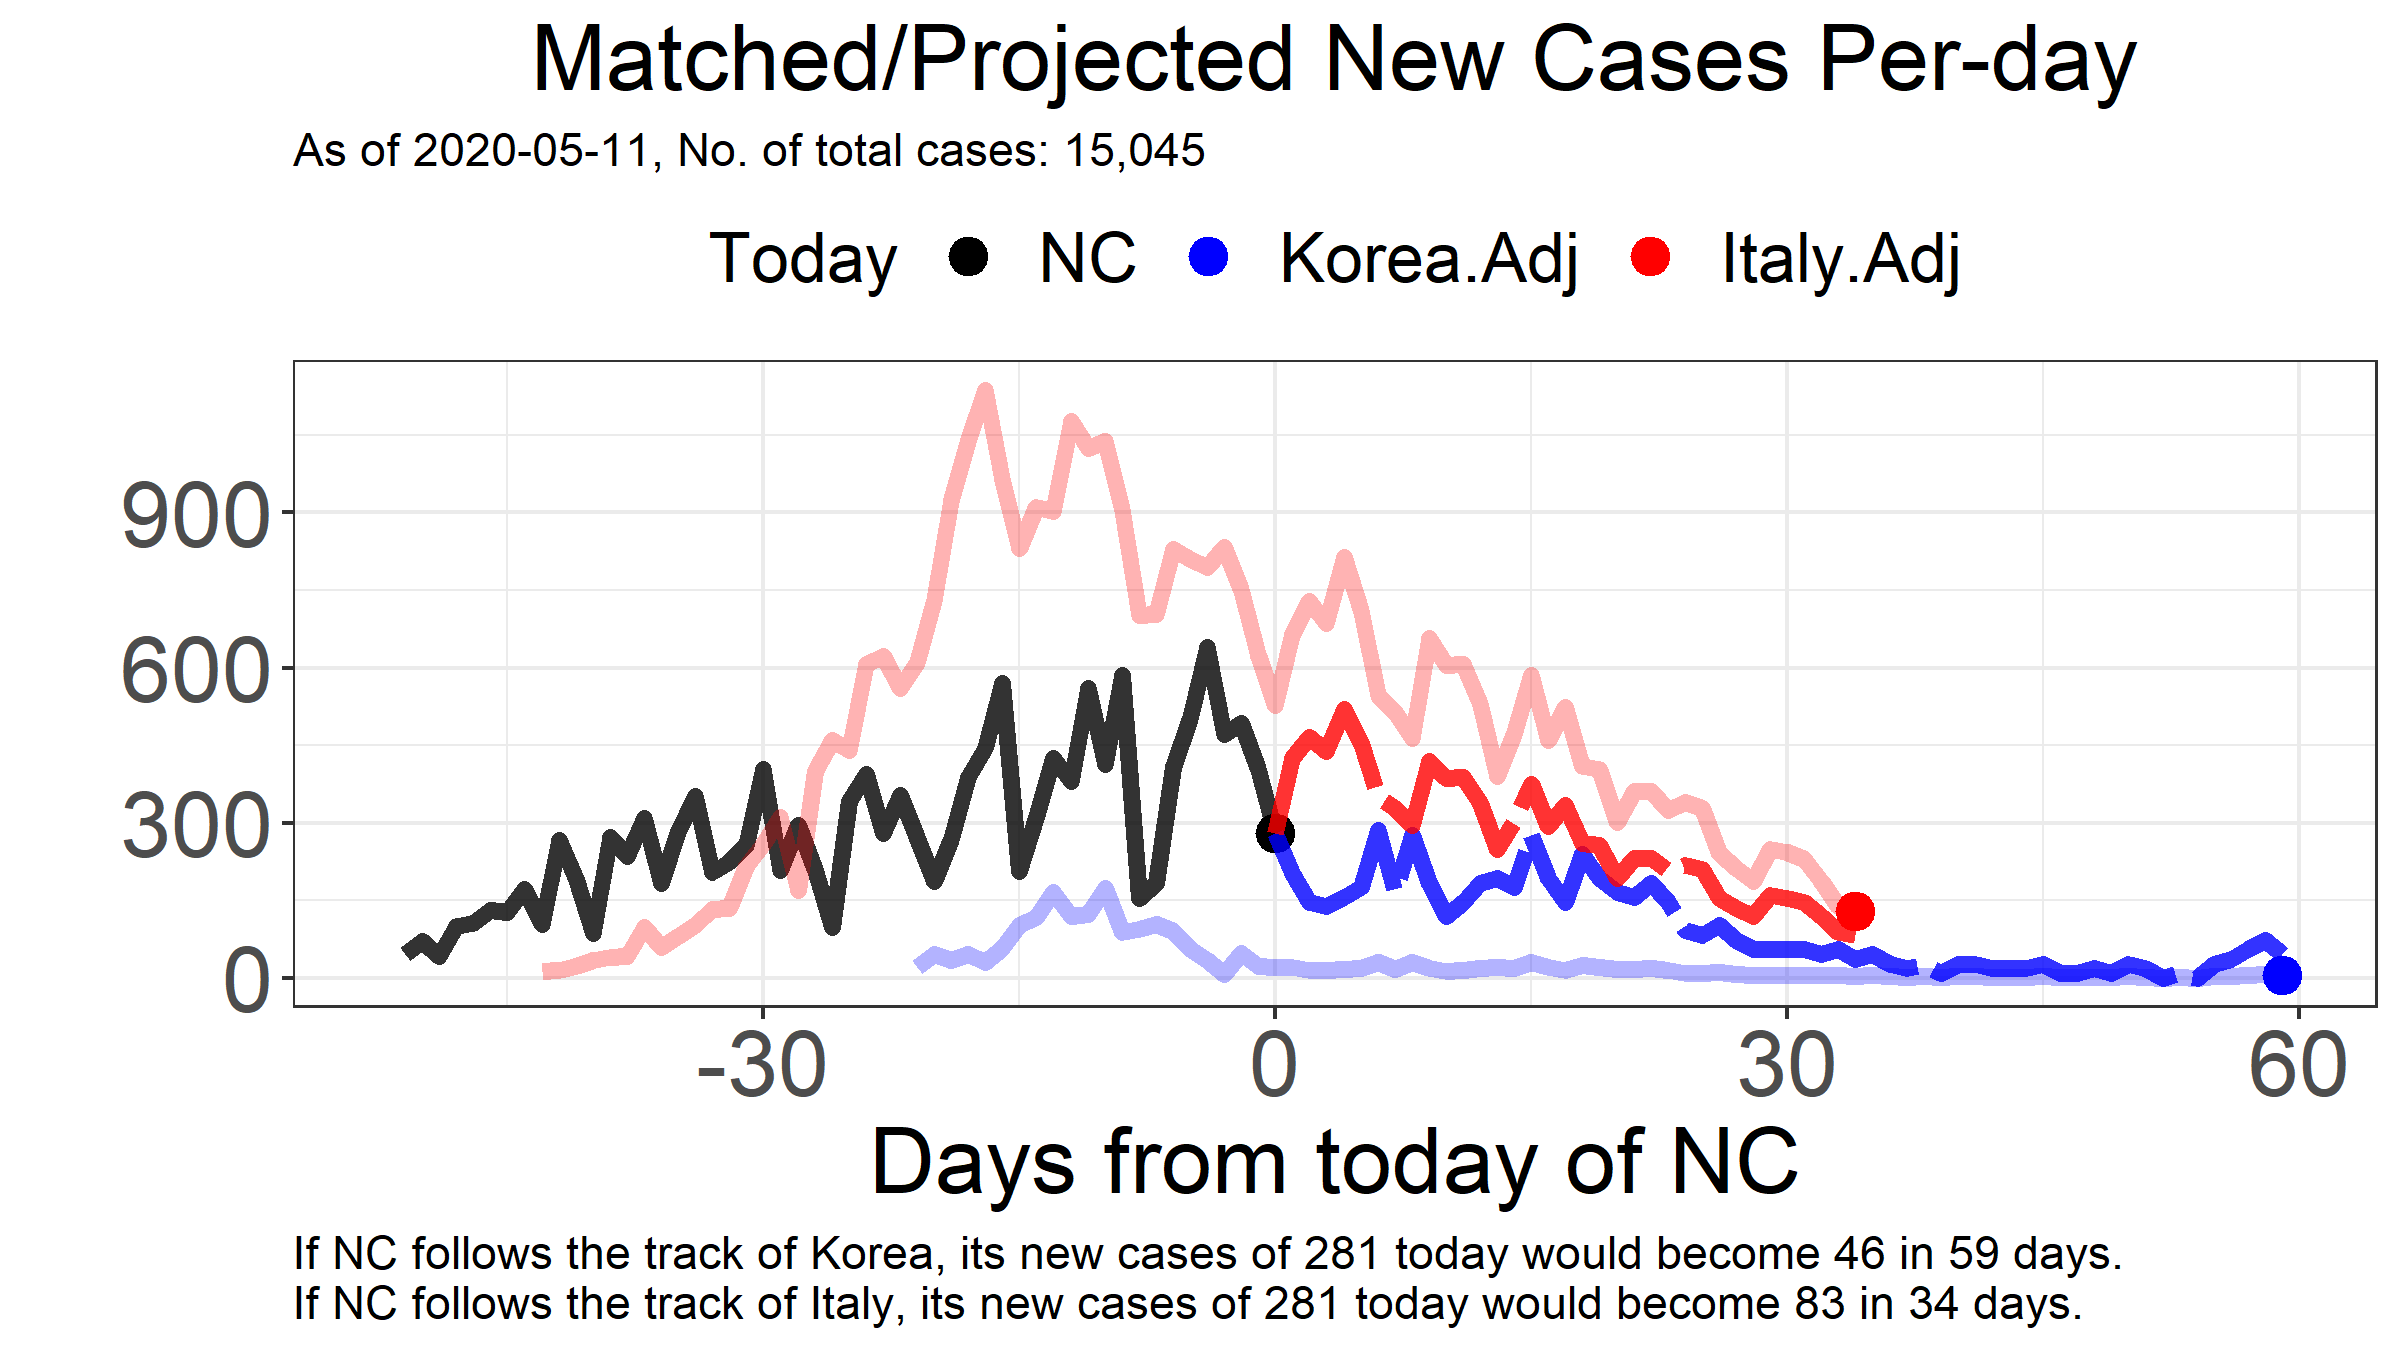 Matched/Projected New Cases Per-day
As of 2020-05-11, No. of total cases: 15,045
Today NC Korea.Adj Italy.Adj
900
600
300
0
-30 0 30 60
Days from today of NC
If NC follows the track of Korea, its new cases of 281 today would become 46 in 59 days.
If NC follows the track of Italy, its new cases of 281 today would become 83 in 34 days.